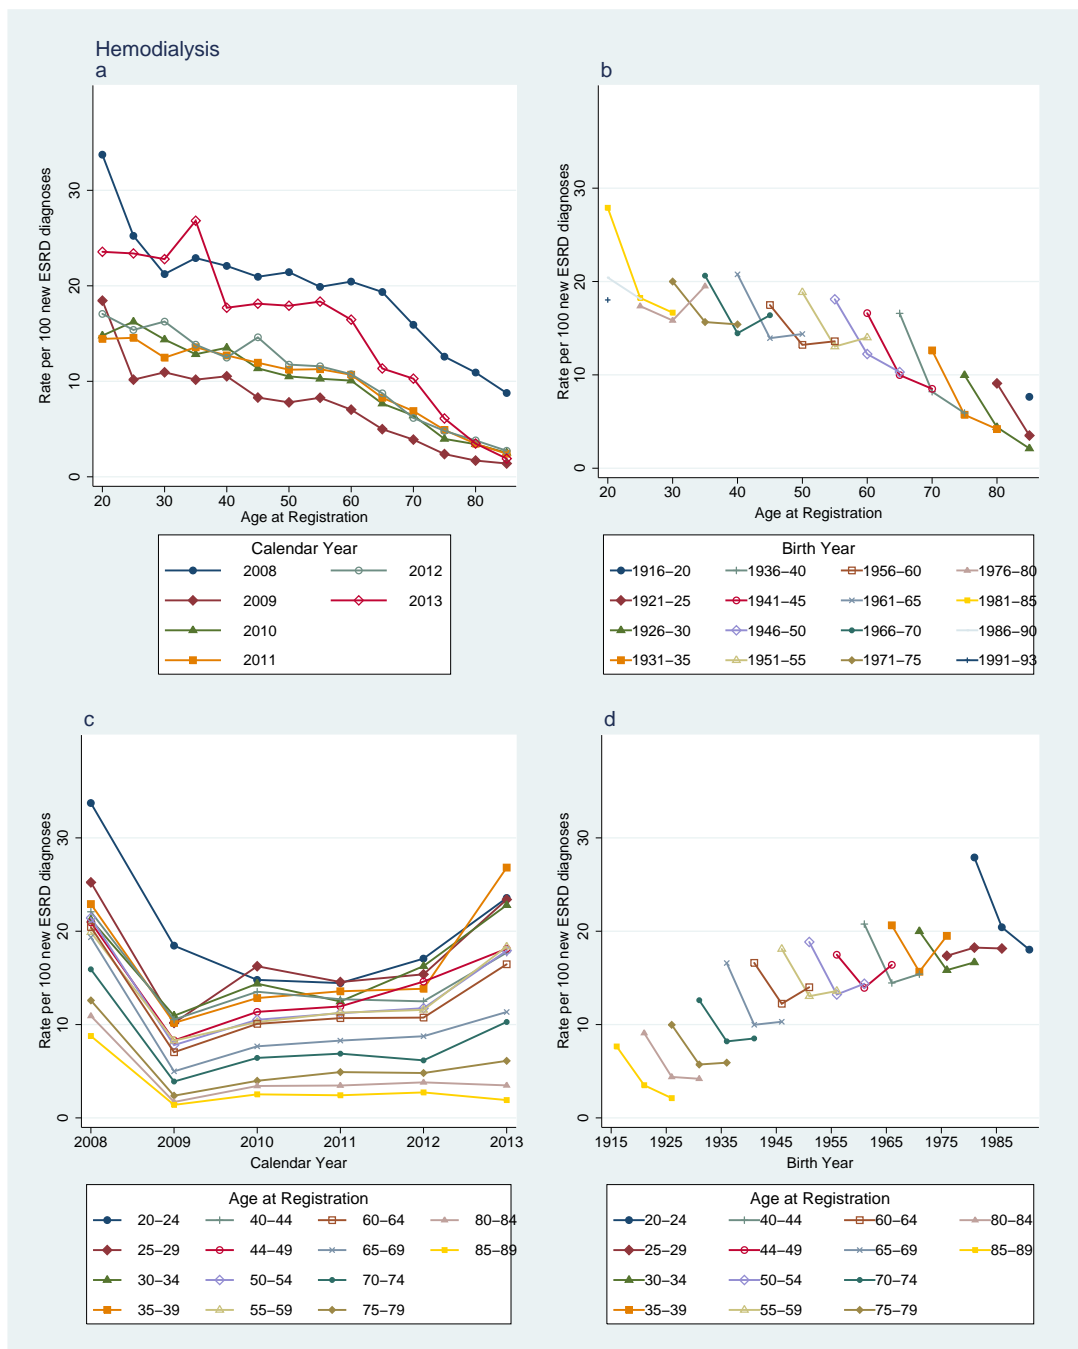 Hemodialysis
a
Rate per 100 new ESRD diagnoses
30
20
10
0
20 30 40 50 60 70 80
Age at Registration
Calendar Year
2008 2012
2009 2013
2010
2011
b
Rate per 100 new ESRD diagnoses
30
20
10
0
20 30 40 50 60 70 80
Age at Registration
Birth Year
1916−20 1936−40 1956−60 1976−80
1921−25 1941−45 1961−65 1981−85
1926−30 1946−50 1966−70 1986−90
1931−35 1951−55 1971−75 1991−93
c
Rate per 100 new ESRD diagnoses
30
20
10
0
2008 2009 2010 2011 2012 2013
Calendar Year
Age at Registration
20−24 40−44 60−64 80−84
25−29 44−49 65−69 85−89
30−34 50−54 70−74
35−39 55−59 75−79
d
Rate per 100 new ESRD diagnoses
30
20
10
0
1915 1925 1935 1945 1955 1965 1975 1985
Birth Year
Age at Registration
20−24 40−44 60−64 80−84
25−29 44−49 65−69 85−89
30−34 50−54 70−74
35−39 55−59 75−79